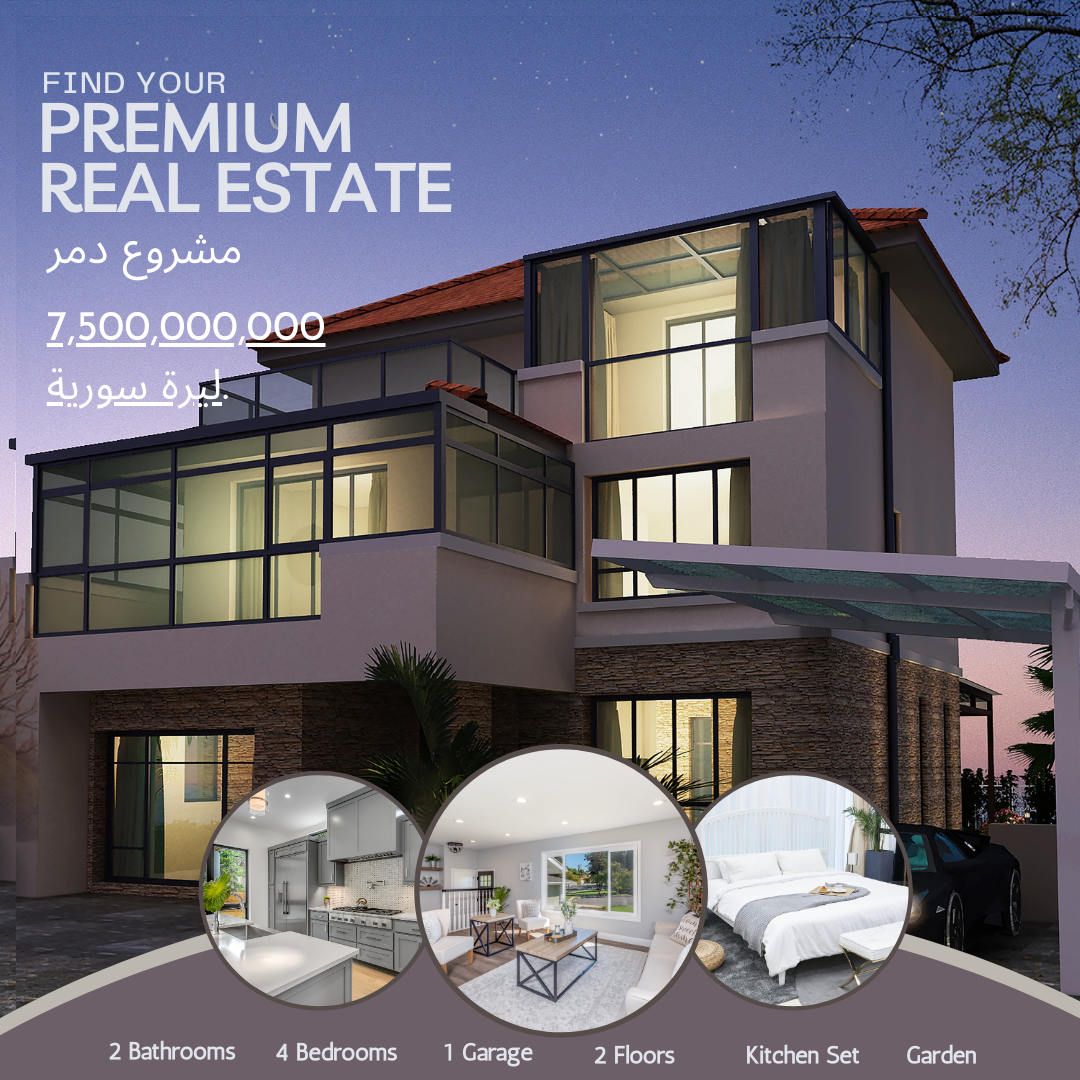 FIND YOUR
PREMIUM
REAL ESTATE
مشروع دمر
7,500,000,000
ليرة سورية.
2 Bathrooms
4 Bedrooms
1 Garage
2 Floors
Kitchen Set
Garden